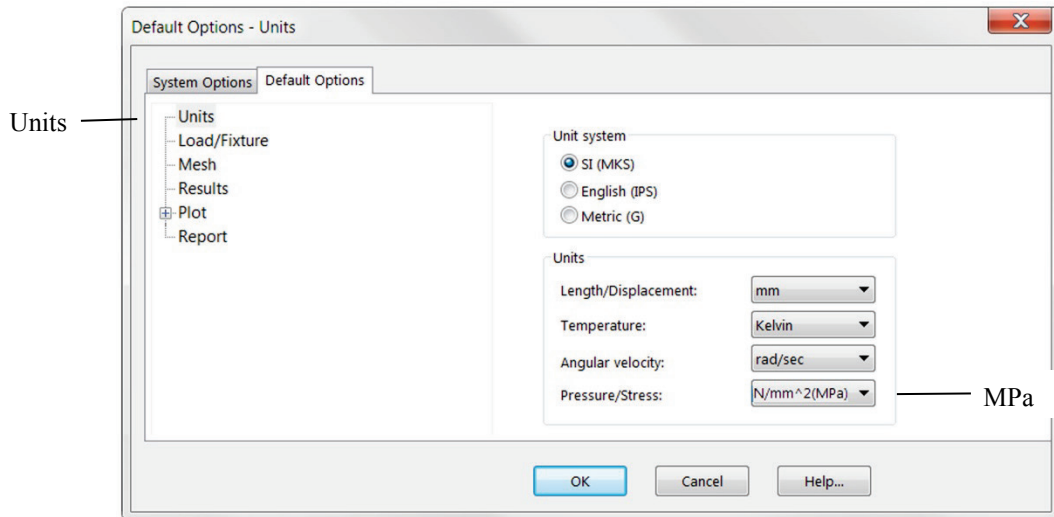 Default Options - Units
X
System Options Default Options
Units
Units
Load/Fixture
Mesh
Results
Plot
Report
Unit system
SI (MKS)
English (IPS)
Metric (G)
Units
Length/Displacement: mm
Temperature: Kelvin
Angular velocity: rad/sec
Pressure/Stress: N/mm^2(MPa)
MPa
OK Cancel Help...